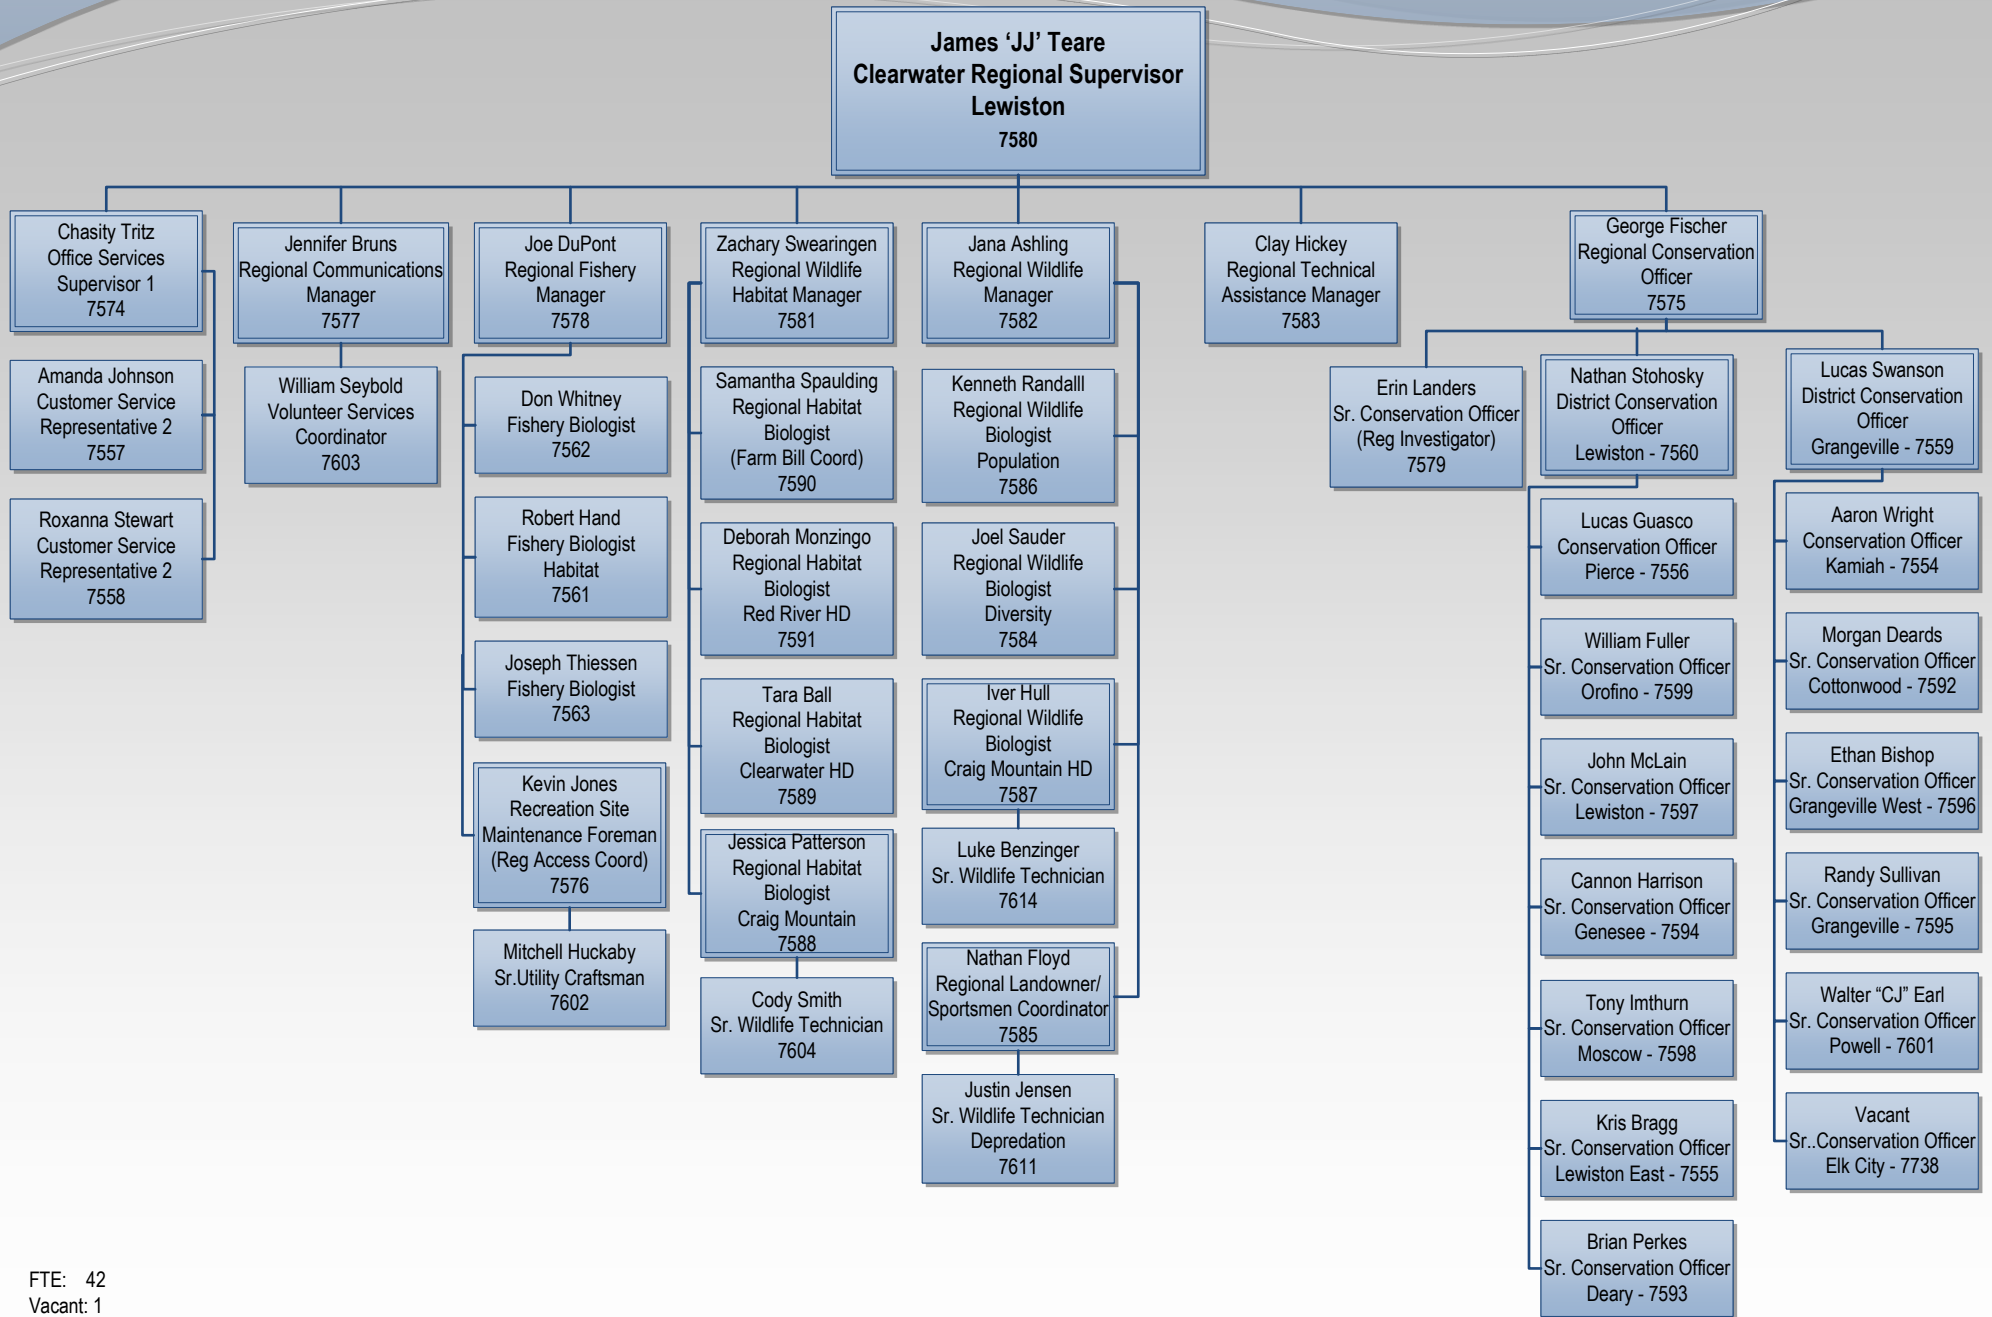 James ‘JJ’ Teare
Clearwater Regional Supervisor
Lewiston
7580
Chasity Tritz
Office Services
Supervisor 1
7574
Amanda Johnson
Customer Service
Representative 2
7557
Roxanna Stewart
Customer Service
Representative 2
7558
Jennifer Bruns
Regional Communications
Manager
7577
William Seybold
Volunteer Services
Coordinator
7603
Joe DuPont
Regional Fishery
Manager
7578
Don Whitney
Fishery Biologist
7562
Robert Hand
Fishery Biologist
Habitat
7561
Joseph Thiessen
Fishery Biologist
7563
Kevin Jones
Recreation Site
Maintenance Foreman
(Reg Access Coord)
7576
Mitchell Huckaby
Sr.Utility Craftsman
7602
Zachary Swearingen
Regional Wildlife
Habitat Manager
7581
Samantha Spaulding
Regional Habitat
Biologist
(Farm Bill Coord)
7590
Deborah Monzingo
Regional Habitat
Biologist
Red River HD
7591
Tara Ball
Regional Habitat
Biologist
Clearwater HD
7589
Jessica Patterson
Regional Habitat
Biologist
Craig Mountain
7588
Cody Smith
Sr. Wildlife Technician
7604
Jana Ashling
Regional Wildlife
Manager
7582
Kenneth Randalll
Regional Wildlife
Biologist
Population
7586
Joel Sauder
Regional Wildlife
Biologist
Diversity
7584
Iver Hull
Regional Wildlife
Biologist
Craig Mountain HD
7587
Luke Benzinger
Sr. Wildlife Technician
7614
Nathan Floyd
Regional Landowner/
Sportsmen Coordinator
7585
Justin Jensen
Sr. Wildlife Technician
Depredation
7611
Clay Hickey
Regional Technical
Assistance Manager
7583
George Fischer
Regional Conservation
Officer
7575
Erin Landers
Sr. Conservation Officer
(Reg Investigator)
7579
Nathan Stohosky
District Conservation
Officer
Lewiston - 7560
Lucas Guasco
Conservation Officer
Pierce - 7556
William Fuller
Sr. Conservation Officer
Orofino - 7599
John McLain
Sr. Conservation Officer
Lewiston - 7597
Cannon Harrison
Sr. Conservation Officer
Genesee - 7594
Tony Imthurn
Sr. Conservation Officer
Moscow - 7598
Kris Bragg
Sr. Conservation Officer
Lewiston East - 7555
Brian Perkes
Sr. Conservation Officer
Deary - 7593
Lucas Swanson
District Conservation
Officer
Grangeville - 7559
Aaron Wright
Conservation Officer
Kamiah - 7554
Morgan Deards
Sr. Conservation Officer
Cottonwood - 7592
Ethan Bishop
Sr. Conservation Officer
Grangeville West - 7596
Randy Sullivan
Sr. Conservation Officer
Grangeville - 7595
Walter “CJ” Earl
Sr. Conservation Officer
Powell - 7601
Vacant
Sr..Conservation Officer
Elk City - 7738
FTE: 42
Vacant: 1